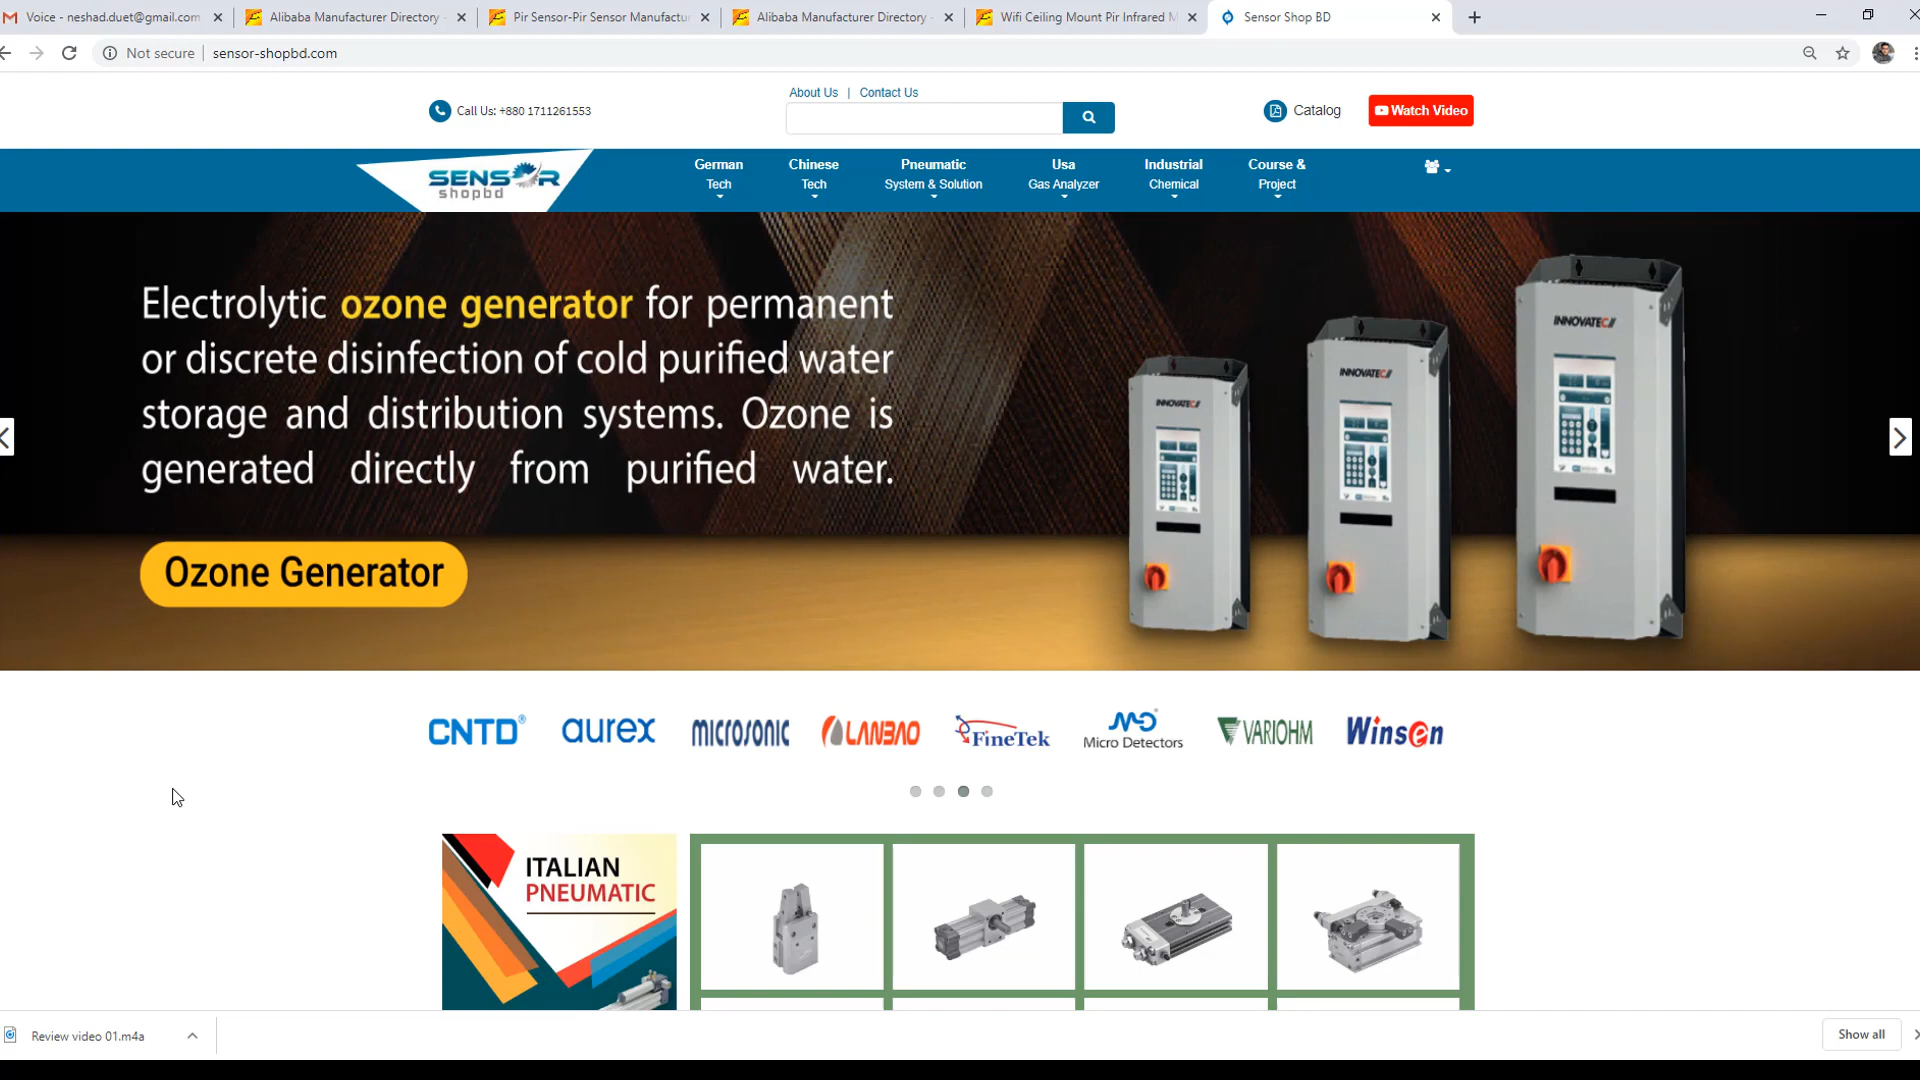 Voice - neshad.duet@gmail.com
Alibaba Manufacturer Directory -
Pir Sensor-Pir Sensor Manufactu
Alibaba Manufacturer Directory -
Wifi Ceiling Mount Pir Infrared M
Sensor Shop BD
Not secure
sensor-shopbd.com
About Us | Contact Us
Call Us: +880 1711261553
Catalog
Watch Video
SENSOR
shopbd
German
Tech
Chinese
Tech
Pneumatic
System & Solution
Usa
Gas Analyzer
Industrial
Chemical
Course &
Project
Electrolytic ozone generator for permanent
or discrete disinfection of cold purified water
storage and distribution systems. Ozone is
generated directly from purified water.
Ozone Generator
INNOVATEC
INNOVATEC
INNOVATEC
CNTD®
aurex
MICROSONIC
LANBAO
FineTek
MD
Micro Detectors
VARIOHM
Winsen
ITALIAN
PNEUMATIC
Review video 01.m4a
Show all